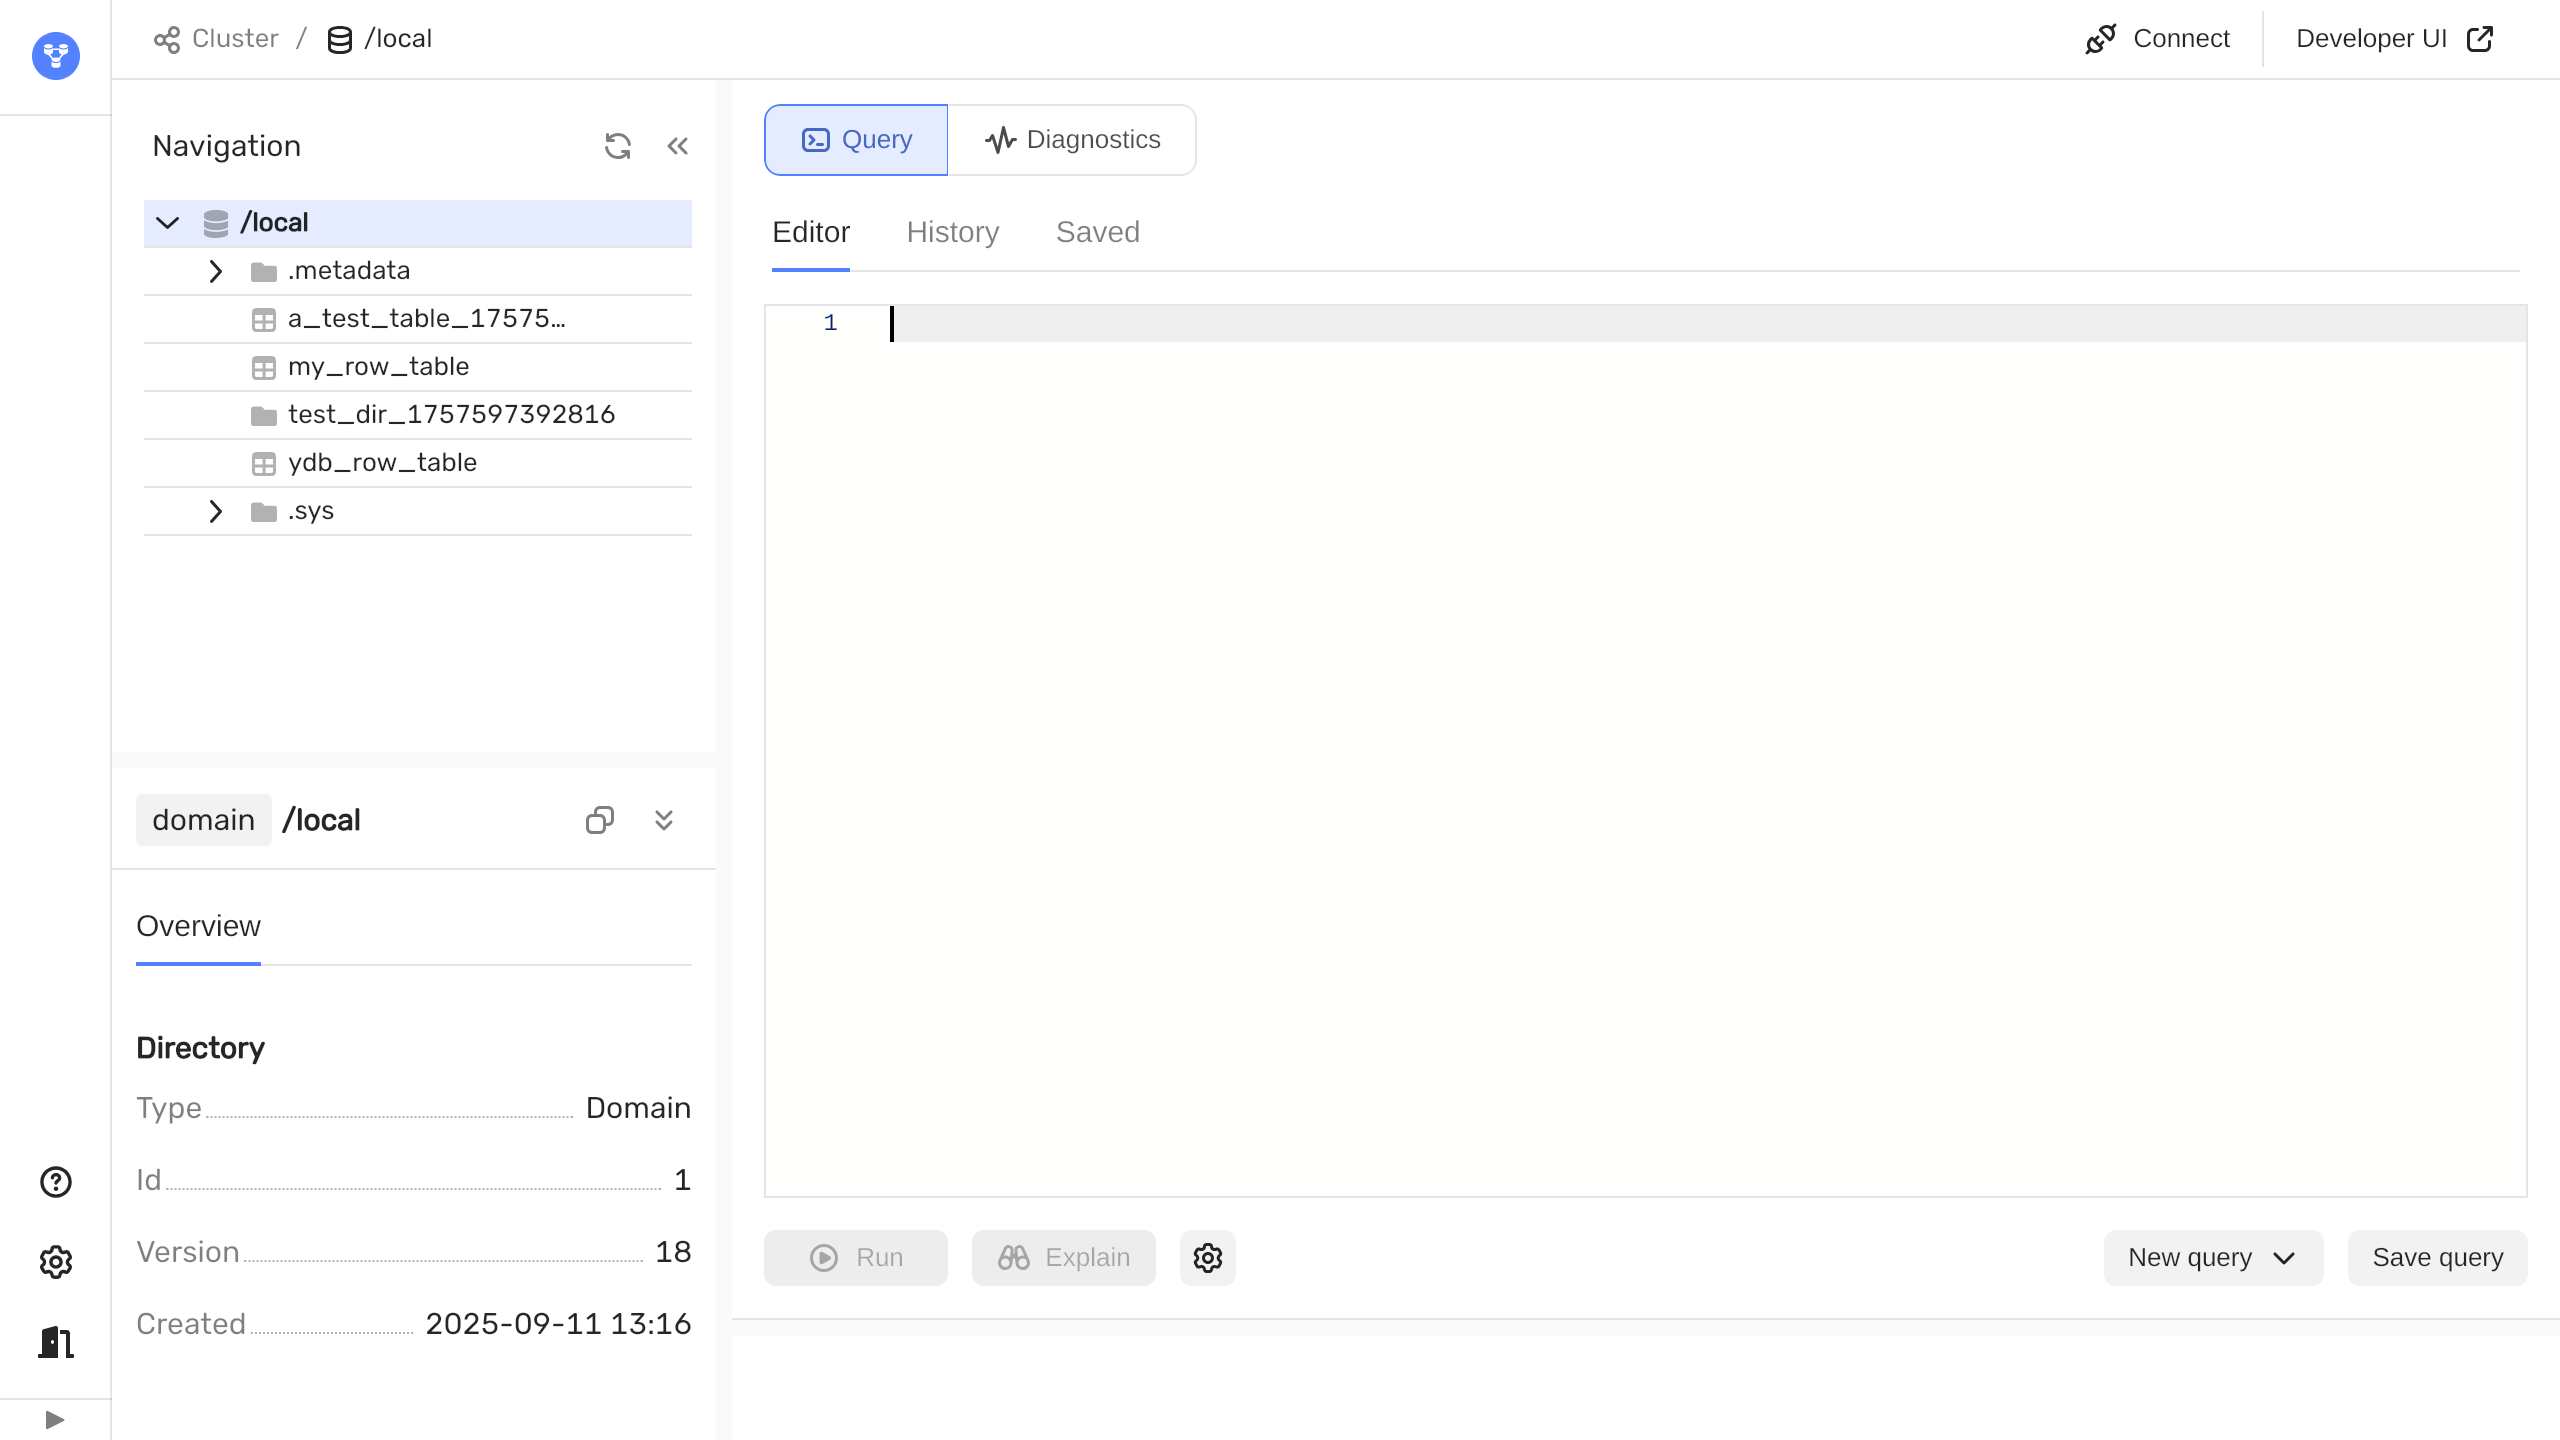 Cluster / /local
Connect
Developer UI
Navigation
/local
.metadata
a_test_table_17575…
my_row_table
test_dir_1757597392816
ydb_row_table
.sys
domain /local
Overview
Directory
Type Domain
Id 1
Version 18
Created 2025-09-11 13:16
Query
Diagnostics
Editor
History
Saved
1
Run
Explain
New query
Save query